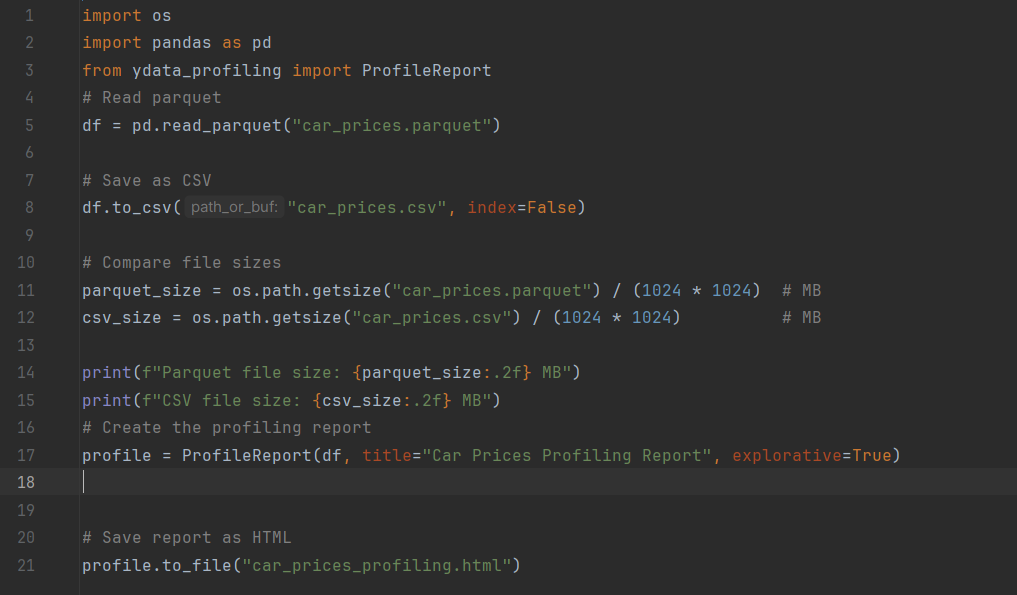 1 import os
2 import pandas as pd
3 from ydata_profiling import ProfileReport
4 # Read parquet
5 df = pd.read_parquet("car_prices.parquet")
6
7 # Save as CSV
8 df.to_csv( path_or_buf: "car_prices.csv", index=False)
9
10 # Compare file sizes
11 parquet_size = os.path.getsize("car_prices.parquet") / (1024 * 1024)  # MB
12 csv_size = os.path.getsize("car_prices.csv") / (1024 * 1024)          # MB
13
14 print(f"Parquet file size: {parquet_size:.2f} MB")
15 print(f"CSV file size: {csv_size:.2f} MB")
16 # Create the profiling report
17 profile = ProfileReport(df, title="Car Prices Profiling Report", explorative=True)
18
19
20 # Save report as HTML
21 profile.to_file("car_prices_profiling.html")